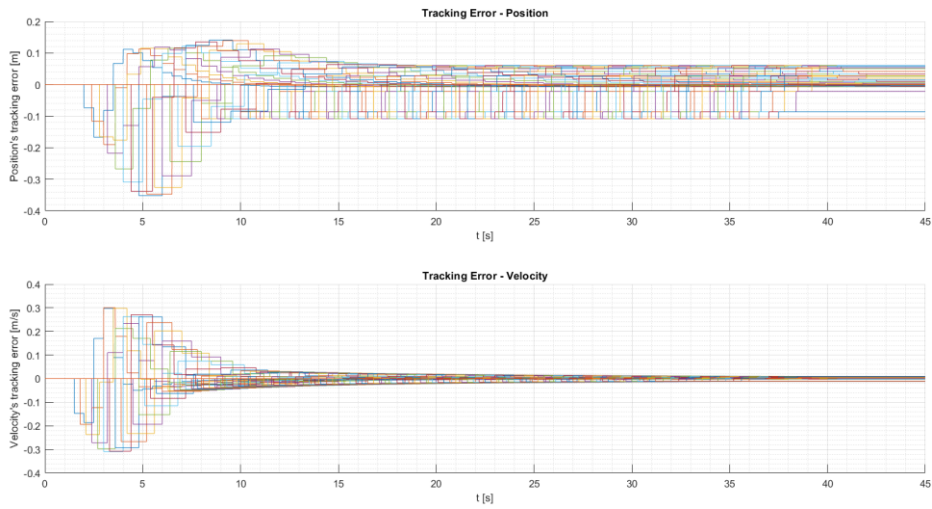 Tracking Error - Position
Position's tracking error [m]
0.2
0.1
0
-0.1
-0.2
-0.3
-0.4
0 5 10 15 20 25 30 35 40 45
t [s]
Tracking Error - Velocity
Velocity's tracking error [m/s]
0.4
0.3
0.2
0.1
0
-0.1
-0.2
-0.3
-0.4
0 5 10 15 20 25 30 35 40 45
t [s]